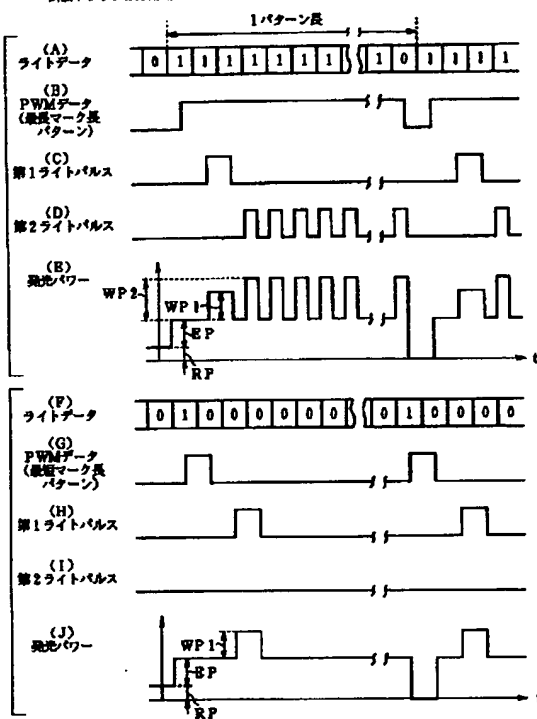 1パターン長
(A)
ライトデータ
0 1 1 1 1 1 1 1 1 0 1 1 1 1
(B)
PWMデータ
(最長マーク長
パターン)
(C)
第1ライトパルス
(D)
第2ライトパルス
(E)
発光パワー
WP2
WP1
EP
RP
t
(F)
ライトデータ
0 1 0 0 0 0 0 0 0 1 0 0 0 0
(G)
PWMデータ
(最短マーク長
パターン)
(H)
第1ライトパルス
(I)
第2ライトパルス
(J)
発光パワー
WP1
EP
RP